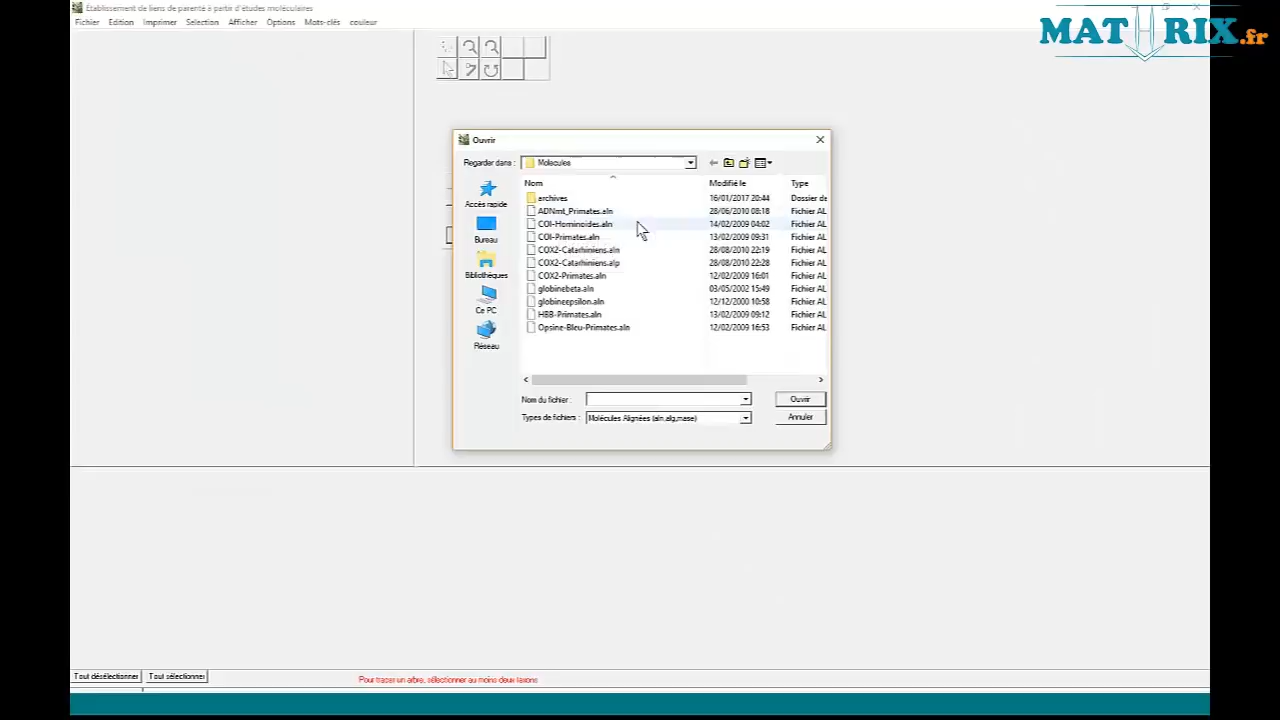 Établissement de liens de parenté à partir d'études moléculaires
Fichier Edition Imprimer Selection Afficher Options Mots-clés couleur
MATHRIX.fr
Ouvrir
Regarder dans : Molecules
Accès rapide
Bureau
Bibliothèques
Ce PC
Réseau
Nom Modifié le Type
archives 16/01/2017 20:44 Dossier de
ADNmt_Primates.aln 28/06/2010 08:18 Fichier AL
COI-Hominoides.aln 14/02/2009 04:02 Fichier AL
COI-Primates.aln 13/02/2009 09:31 Fichier AL
COX2-Catarhiniens.aln 28/08/2010 22:19 Fichier AL
COX2-Catarhiniens.alp 28/08/2010 22:28 Fichier AL
COX2-Primates.aln 12/02/2009 16:01 Fichier AL
globinebeta.aln 03/05/2002 15:49 Fichier AL
globineepsilon.aln 12/12/2000 10:58 Fichier AL
HBB-Primates.aln 13/02/2009 09:12 Fichier AL
Opsine-Bleu-Primates.aln 12/02/2009 16:53 Fichier AL
Nom du fichier : Ouvrir
Types de fichiers : Molécules Alignées (aln,alg,mase) Annuler
Tout désélectionner Tout sélectionner Pour tracer un arbre, sélectionner au moins deux taxons